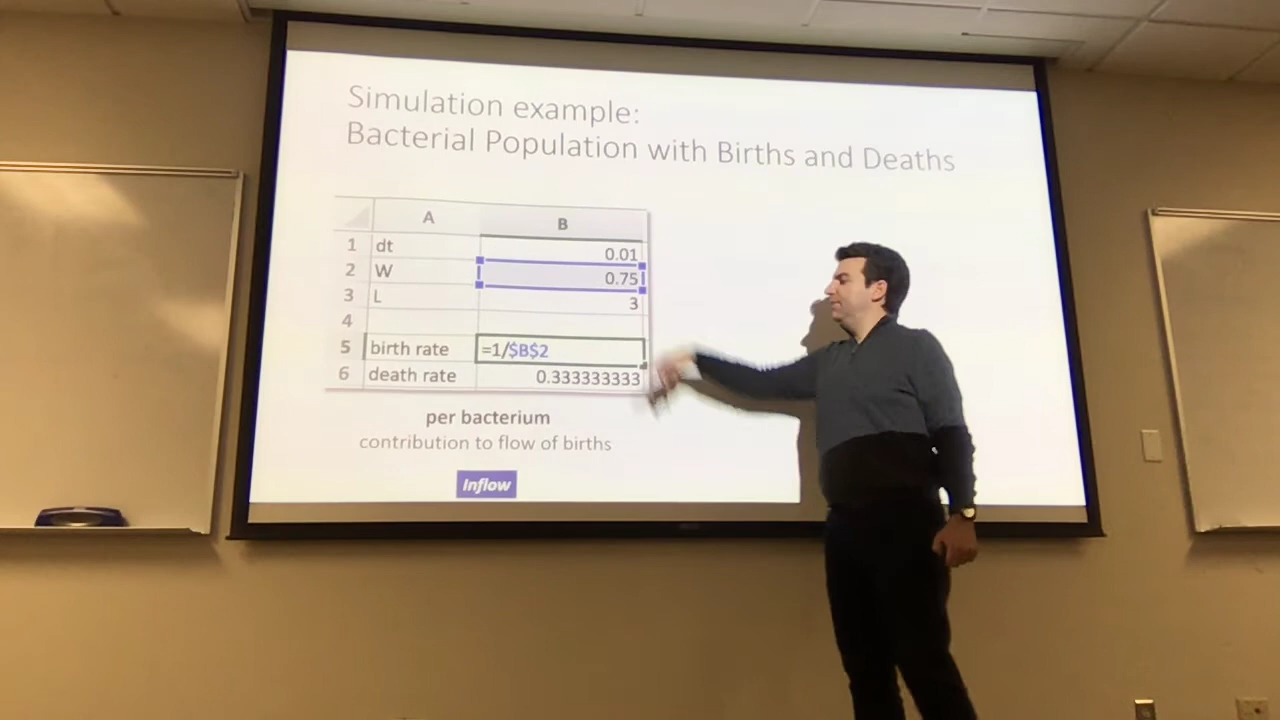 Simulation example:
Bacterial Population with Births and Deaths
A B
1 dt 0.01
2 W 0.75
3 L 3
4
5 birth rate =1/$B$2
6 death rate 0.333333333
per bacterium
contribution to flow of births
Inflow